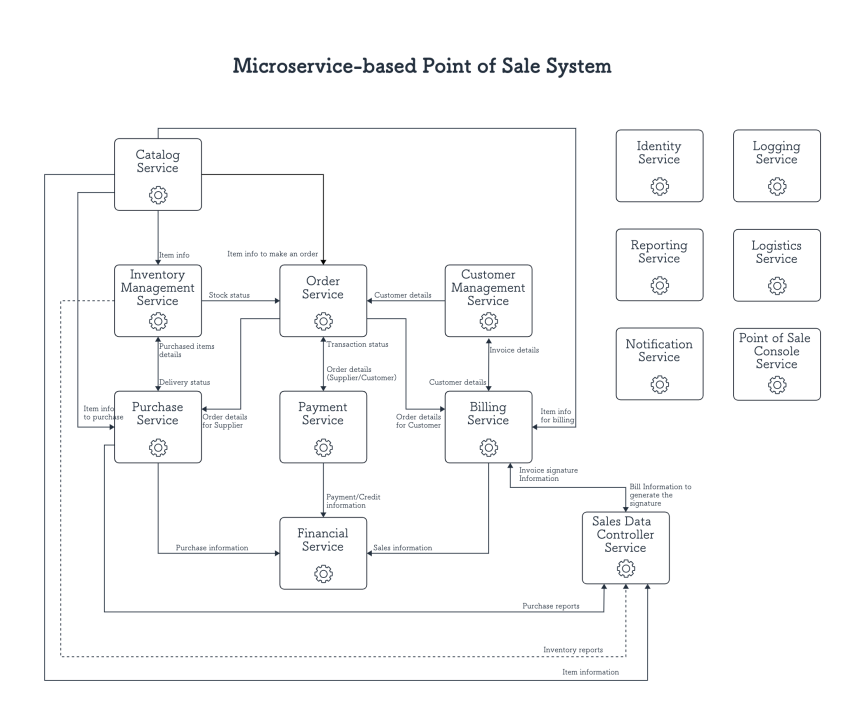 Microservice-based Point of Sale System
Catalog
Service
Identity
Service
Logging
Service
Item info
Item info to make an order
Inventory
Management
Service
Stock status
Order
Service
Customer details
Customer
Management
Service
Reporting
Service
Logistics
Service
Purchased items
details
Delivery status
Transaction status
Order details
(Supplier/Customer)
Invoice details
Customer details
Notification
Service
Point of Sale
Console
Service
Item info
to purchase
Purchase
Service
Order details
for Supplier
Payment
Service
Order details
for Customer
Billing
Service
Item info
for billing
Invoice signature
Information
Bill Information to
generate the
signature
Payment/Credit
information
Purchase information
Financial
Service
Sales information
Sales Data
Controller
Service
Purchase reports
Inventory reports
Item information